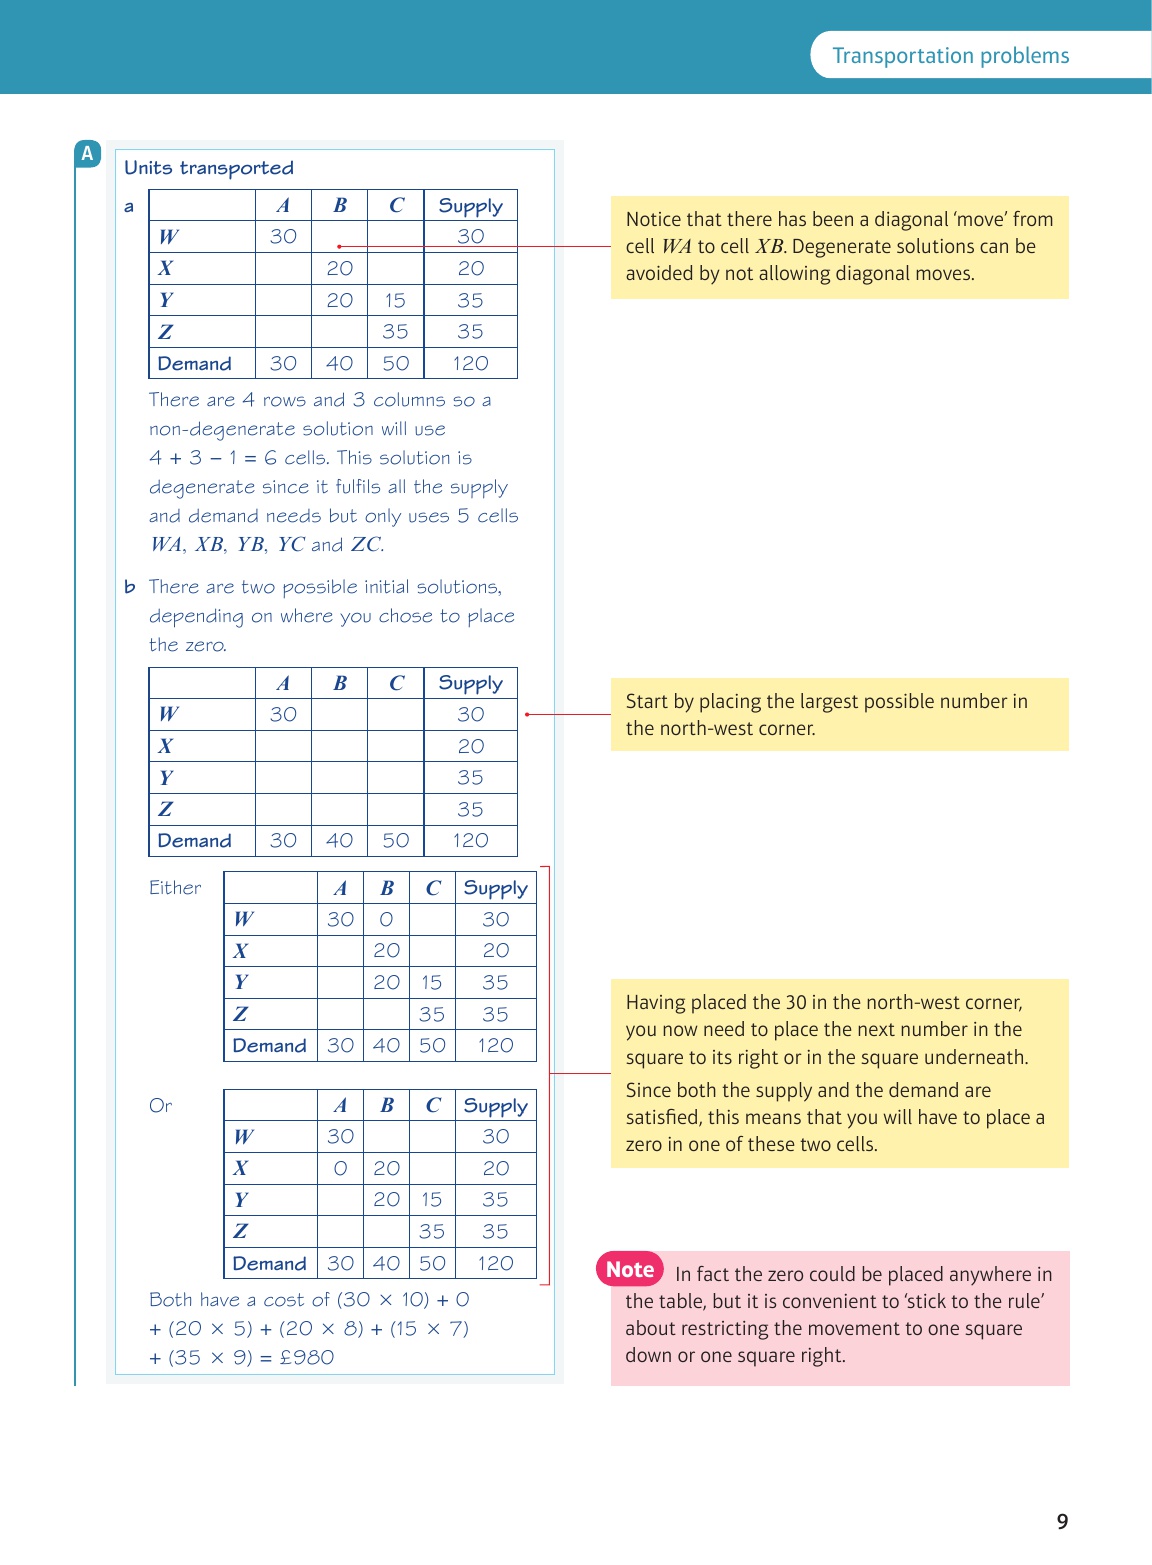 Transportation problems
A
Units transported
a
A B C Supply
W 30 30
X 20 20
Y 20 15 35
Z 35 35
Demand 30 40 50 120
Notice that there has been a diagonal ‘move’ from
cell WA to cell XB. Degenerate solutions can be
avoided by not allowing diagonal moves.
There are 4 rows and 3 columns so a
non-degenerate solution will use
4 + 3 − 1 = 6 cells. This solution is
degenerate since it fulfils all the supply
and demand needs but only uses 5 cells
WA, XB, YB, YC and ZC.
b There are two possible initial solutions,
depending on where you chose to place
the zero.
A B C Supply
W 30 30
X 20
Y 35
Z 35
Demand 30 40 50 120
Start by placing the largest possible number in
the north-west corner.
Either
A B C Supply
W 30 0 30
X 20 20
Y 20 15 35
Z 35 35
Demand 30 40 50 120
Having placed the 30 in the north-west corner,
you now need to place the next number in the
square to its right or in the square underneath.
Since both the supply and the demand are
satisfied, this means that you will have to place a
zero in one of these two cells.
Or
A B C Supply
W 30 30
X 0 20 20
Y 20 15 35
Z 35 35
Demand 30 40 50 120
Both have a cost of (30 × 10) + 0
+ (20 × 5) + (20 × 8) + (15 × 7)
+ (35 × 9) = £980
Note In fact the zero could be placed anywhere in
the table, but it is convenient to ‘stick to the rule’
about restricting the movement to one square
down or one square right.
9